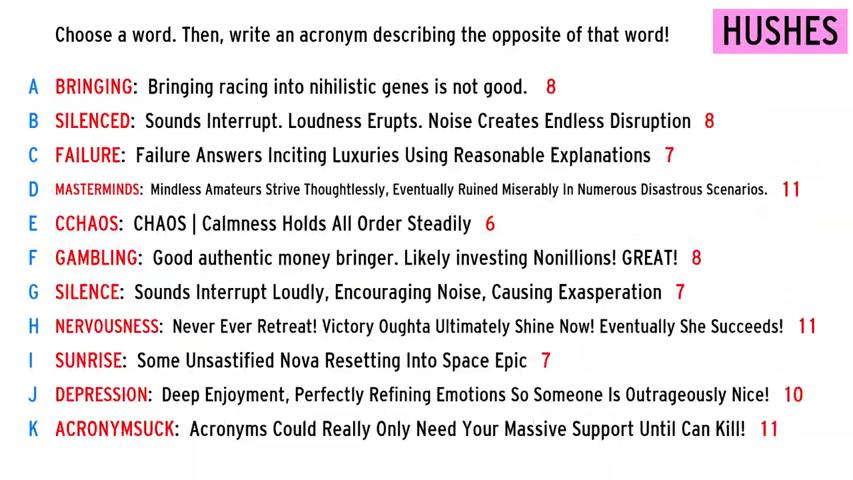 Choose a word. Then, write an acronym describing the opposite of that word!
HUSHES
A BRINGING: Bringing racing into nihilistic genes is not good. 8
B SILENCED: Sounds Interrupt. Loudness Erupts. Noise Creates Endless Disruption 8
C FAILURE: Failure Answers Inciting Luxuries Using Reasonable Explanations 7
D MASTERMINDS: Mindless Amateurs Strive Thoughtlessly, Eventually Ruined Miserably In Numerous Disastrous Scenarios. 11
E CCHAOS: CHAOS | Calmness Holds All Order Steadily 6
F GAMBLING: Good authentic money bringer. Likely investing Nonillions! GREAT! 8
G SILENCE: Sounds Interrupt Loudly, Encouraging Noise, Causing Exasperation 7
H NERVOUSNESS: Never Ever Retreat! Victory Oughta Ultimately Shine Now! Eventually She Succeeds! 11
I SUNRISE: Some Unsastified Nova Resetting Into Space Epic 7
J DEPRESSION: Deep Enjoyment, Perfectly Refining Emotions So Someone Is Outrageously Nice! 10
K ACRONYMSUCK: Acronyms Could Really Only Need Your Massive Support Until Can Kill! 11